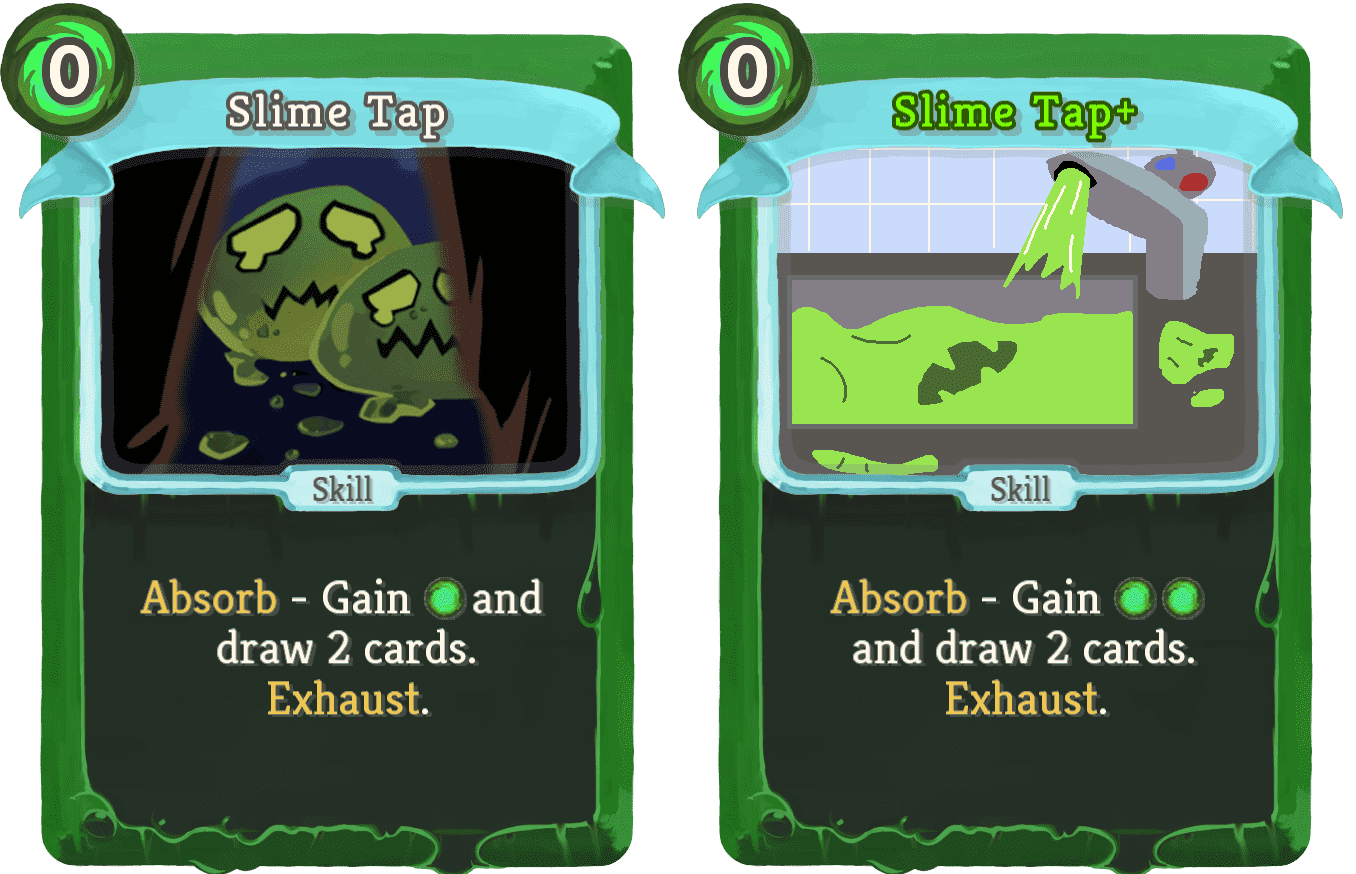 0
Slime Tap
Skill
Absorb - Gain and
draw 2 cards.
Exhaust.
0
Slime Tap+
Skill
Absorb - Gain
and draw 2 cards.
Exhaust.